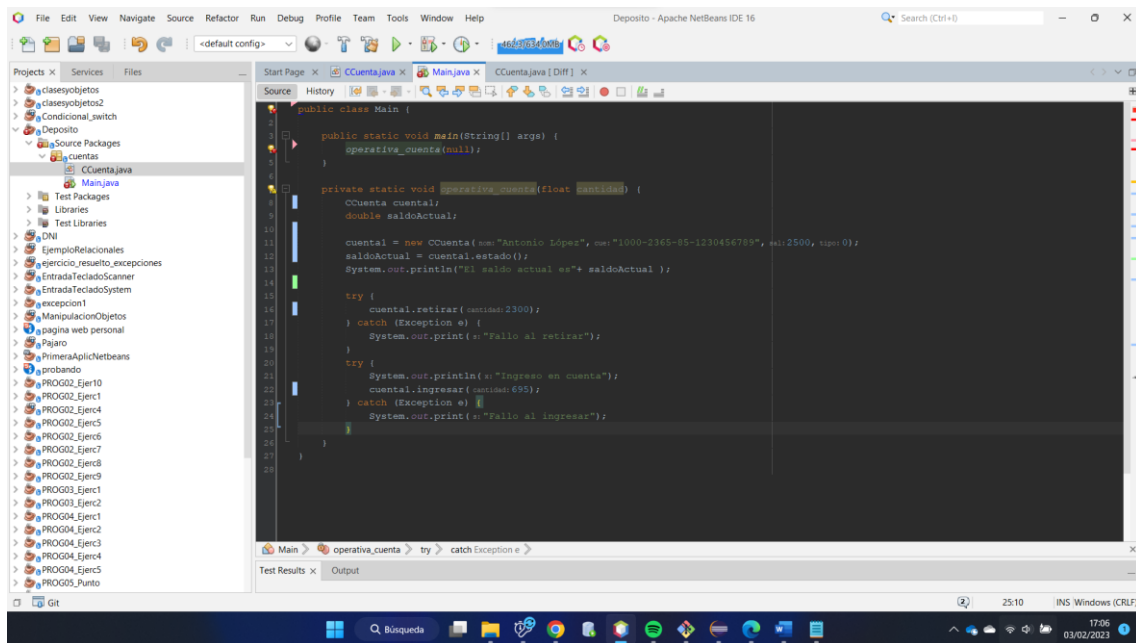 File Edit View Navigate Source Refactor Run Debug Profile Team Tools Window Help Deposito - Apache NetBeans IDE 16 Search (Ctrl+I)
<default config> 462,3/634,0MB
Projects × Services Files
Start Page × CCuenta.java × Main.java × CCuenta.java [ Diff ] ×
Source History
clasesyobjetos
clasesyobjetos2
Condicional_switch
Deposito
Source Packages
cuentas
CCuenta.java
Main.java
Test Packages
Libraries
Test Libraries
DNI
EjemploRelacionales
ejercicio_resuelto_excepciones
EntradaTecladoScanner
EntradaTecladoSystem
excepcion1
ManipulacionObjetos
pagina web personal
Pajaro
PrimeraAplicNetbeans
probando
PROG02_Ejer10
PROG02_Ejerc1
PROG02_Ejerc4
PROG02_Ejerc5
PROG02_Ejerc6
PROG02_Ejerc7
PROG02_Ejerc8
PROG02_Ejerc9
PROG03_Ejerc1
PROG03_Ejerc2
PROG04_Ejerc1
PROG04_Ejerc2
PROG04_Ejerc3
PROG04_Ejerc4
PROG04_Ejerc5
PROG05_Punto
public class Main {
2
3 public static void main(String[] args) {
operativa_cuenta(null);
5 }
6
private static void operativa_cuenta(float cantidad) {
8 CCuenta cuenta1;
9 double saldoActual;
10
11 cuenta1 = new CCuenta( nom: "Antonio López", cue: "1000-2365-85-1230456789", sal: 2500, tipo: 0);
12 saldoActual = cuenta1.estado();
13 System.out.println("El saldo actual es"+ saldoActual );
14
15 try {
16 cuenta1.retirar( cantidad: 2300);
17 } catch (Exception e) {
18 System.out.print( s: "Fallo al retirar");
19 }
20 try {
21 System.out.println( x: "Ingreso en cuenta");
22 cuenta1.ingresar( cantidad: 695);
23 } catch (Exception e) {
24 System.out.print( s: "Fallo al ingresar");
25 }
26 }
27 }
28
Main operativa_cuenta try catch Exception e
Test Results × Output
Git 2 25:10 INS Windows (CRLF)
Búsqueda 17:06
03/02/2023 1